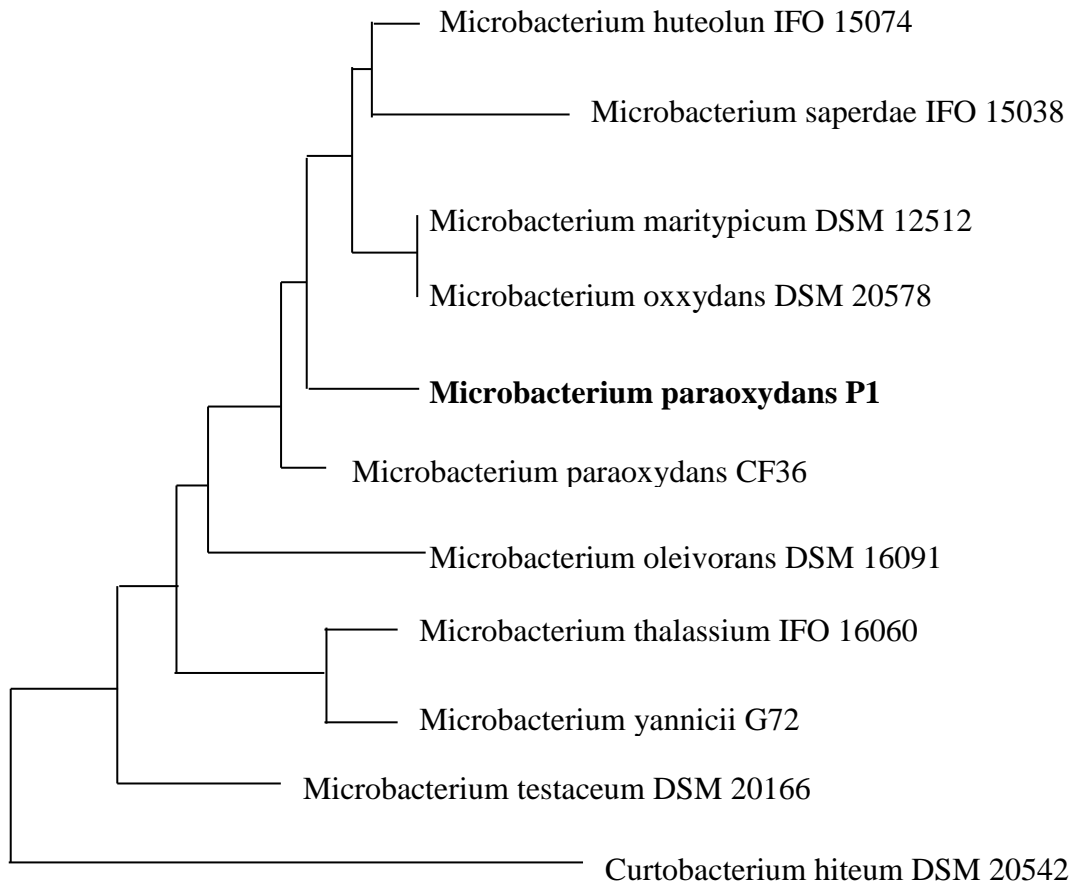 Microbacterium huteolun IFO 15074
Microbacterium saperdae IFO 15038
Microbacterium maritypicum DSM 12512
Microbacterium oxxydans DSM 20578
Microbacterium paraoxydans P1
Microbacterium paraoxydans CF36
Microbacterium oleivorans DSM 16091
Microbacterium thalassium IFO 16060
Microbacterium yannicii G72
Microbacterium testaceum DSM 20166
Curtobacterium hiteum DSM 20542